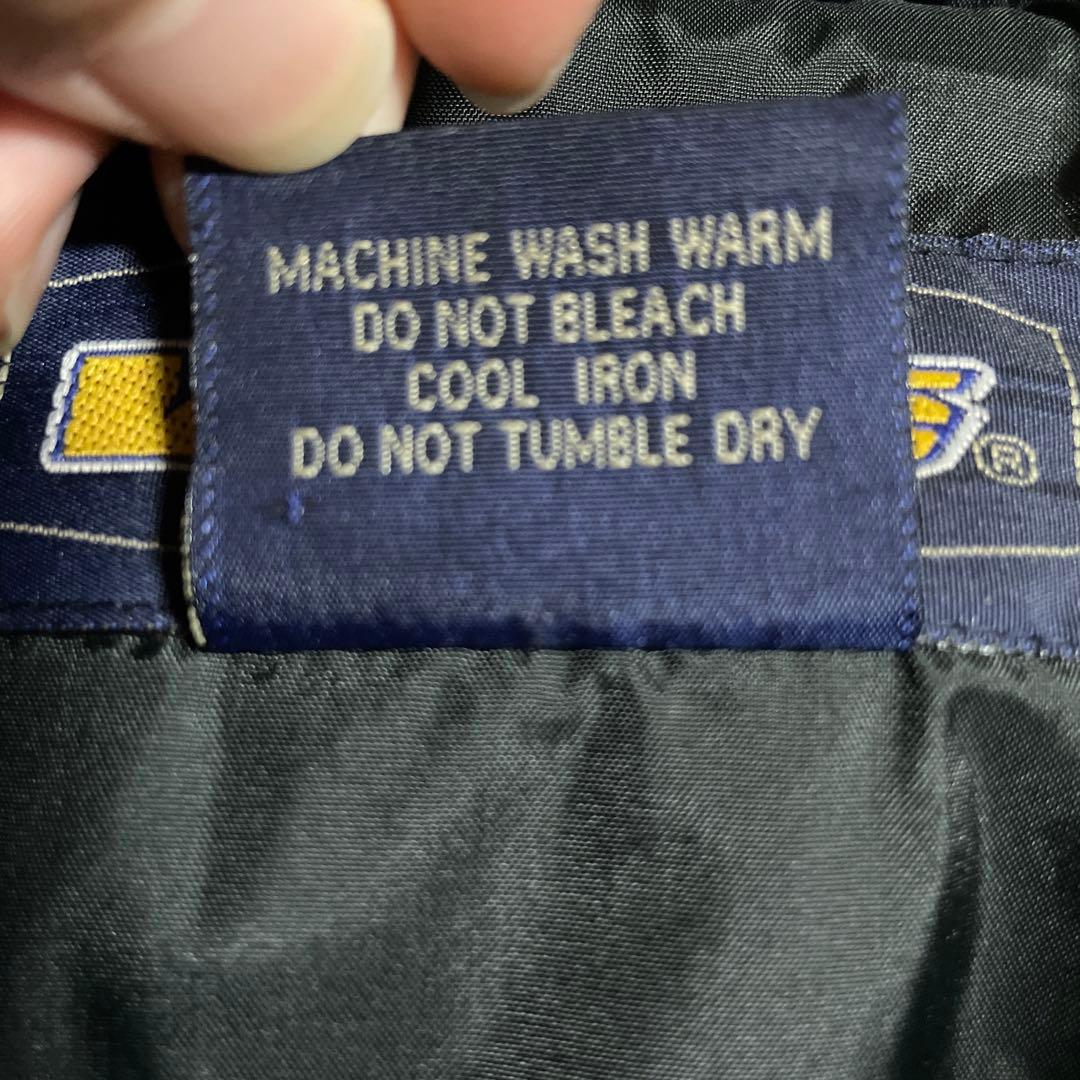 MACHINE WASH WARM
DO NOT BLEACH
COOL IRON
DO NOT TUMBLE DRY
®